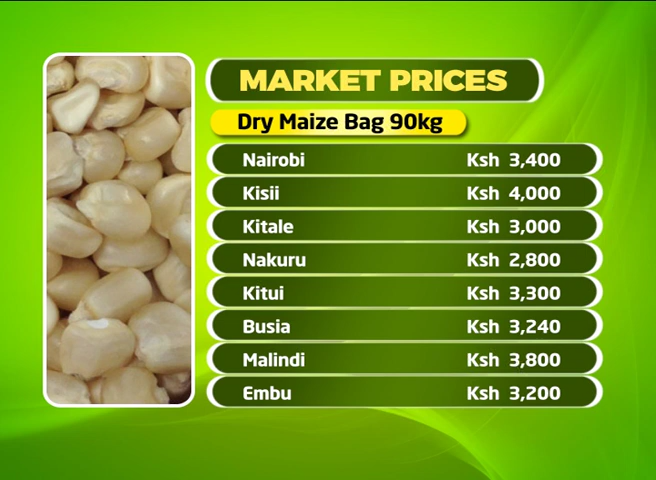 MARKET PRICES
Dry Maize Bag 90kg
Nairobi Ksh 3,400
Kisii Ksh 4,000
Kitale Ksh 3,000
Nakuru Ksh 2,800
Kitui Ksh 3,300
Busia Ksh 3,240
Malindi Ksh 3,800
Embu Ksh 3,200